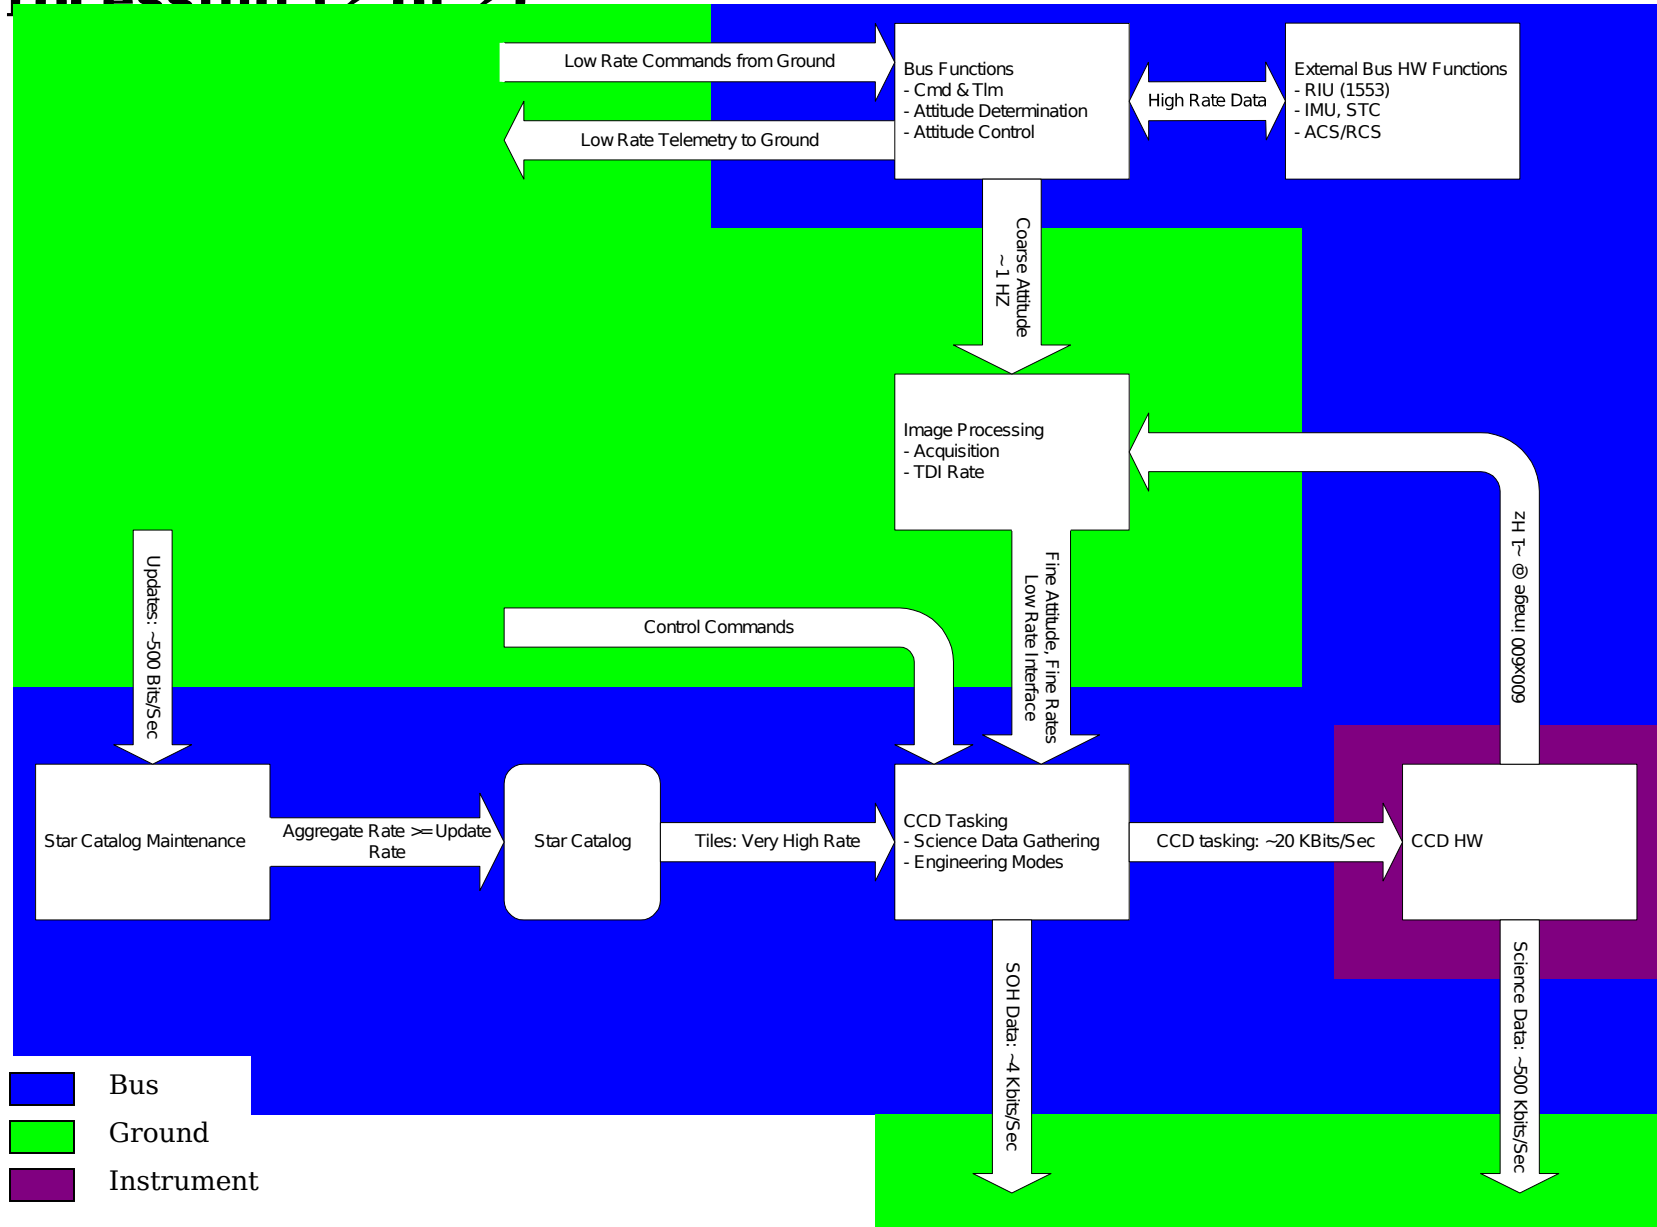 Low Rate Commands from Ground
Low Rate Telemetry to Ground
Bus Functions
- Cmd & Tlm
- Attitude Determination
- Attitude Control
High Rate Data
External Bus HW Functions
- RIU (1553)
- IMU, STC
- ACS/RCS
Coarse Attitude
~1 HZ
Image Processing
- Acquisition
- TDI Rate
600X600 image @ ~1 Hz
Updates: ~500 Bits/Sec
Control Commands
Fine Attitude, Fine Rates
Low Rate Interface
Star Catalog Maintenance
Aggregate Rate >= Update
Rate
Star Catalog
Tiles: Very High Rate
CCD Tasking
- Science Data Gathering
- Engineering Modes
CCD tasking: ~20 KBits/Sec
CCD HW
SOH Data: ~4 Kbits/Sec
Science Data: ~500 Kbits/Sec
Bus
Ground
Instrument